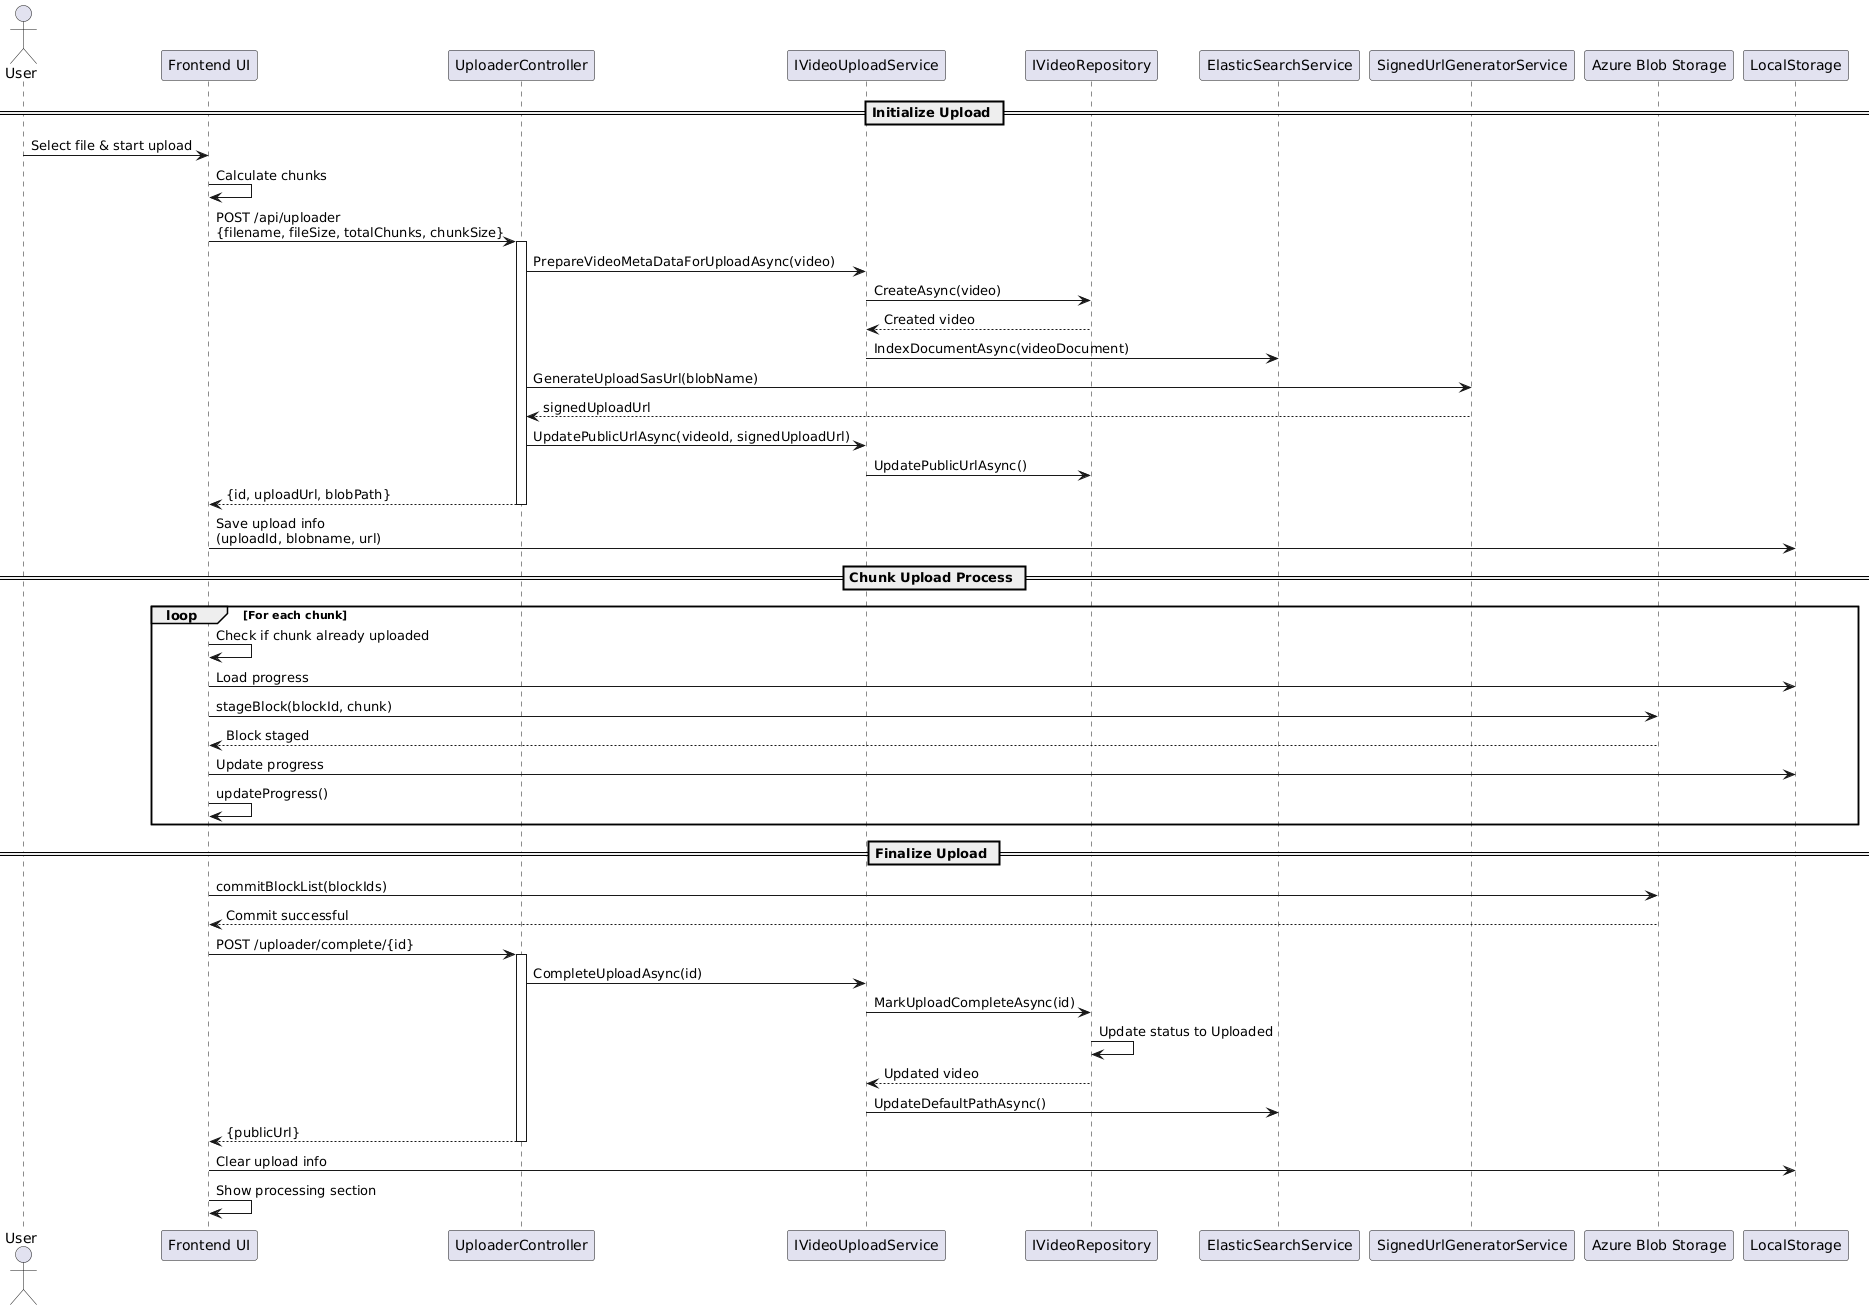 User
Frontend UI
UploaderController
IVideoUploadService
IVideoRepository
ElasticSearchService
SignedUrlGeneratorService
Azure Blob Storage
LocalStorage
Initialize Upload
Select file & start upload
Calculate chunks
POST /api/uploader
{filename, fileSize, totalChunks, chunkSize}
PrepareVideoMetaDataForUploadAsync(video)
CreateAsync(video)
Created video
IndexDocumentAsync(videoDocument)
GenerateUploadSasUrl(blobName)
signedUploadUrl
UpdatePublicUrlAsync(videoId, signedUploadUrl)
UpdatePublicUrlAsync()
{id, uploadUrl, blobPath}
Save upload info
(uploadId, blobname, url)
Chunk Upload Process
loop
[For each chunk]
Check if chunk already uploaded
Load progress
stageBlock(blockId, chunk)
Block staged
Update progress
updateProgress()
Finalize Upload
commitBlockList(blockIds)
Commit successful
POST /uploader/complete/{id}
CompleteUploadAsync(id)
MarkUploadCompleteAsync(id)
Update status to Uploaded
Updated video
UpdateDefaultPathAsync()
{publicUrl}
Clear upload info
Show processing section
User
Frontend UI
UploaderController
IVideoUploadService
IVideoRepository
ElasticSearchService
SignedUrlGeneratorService
Azure Blob Storage
LocalStorage